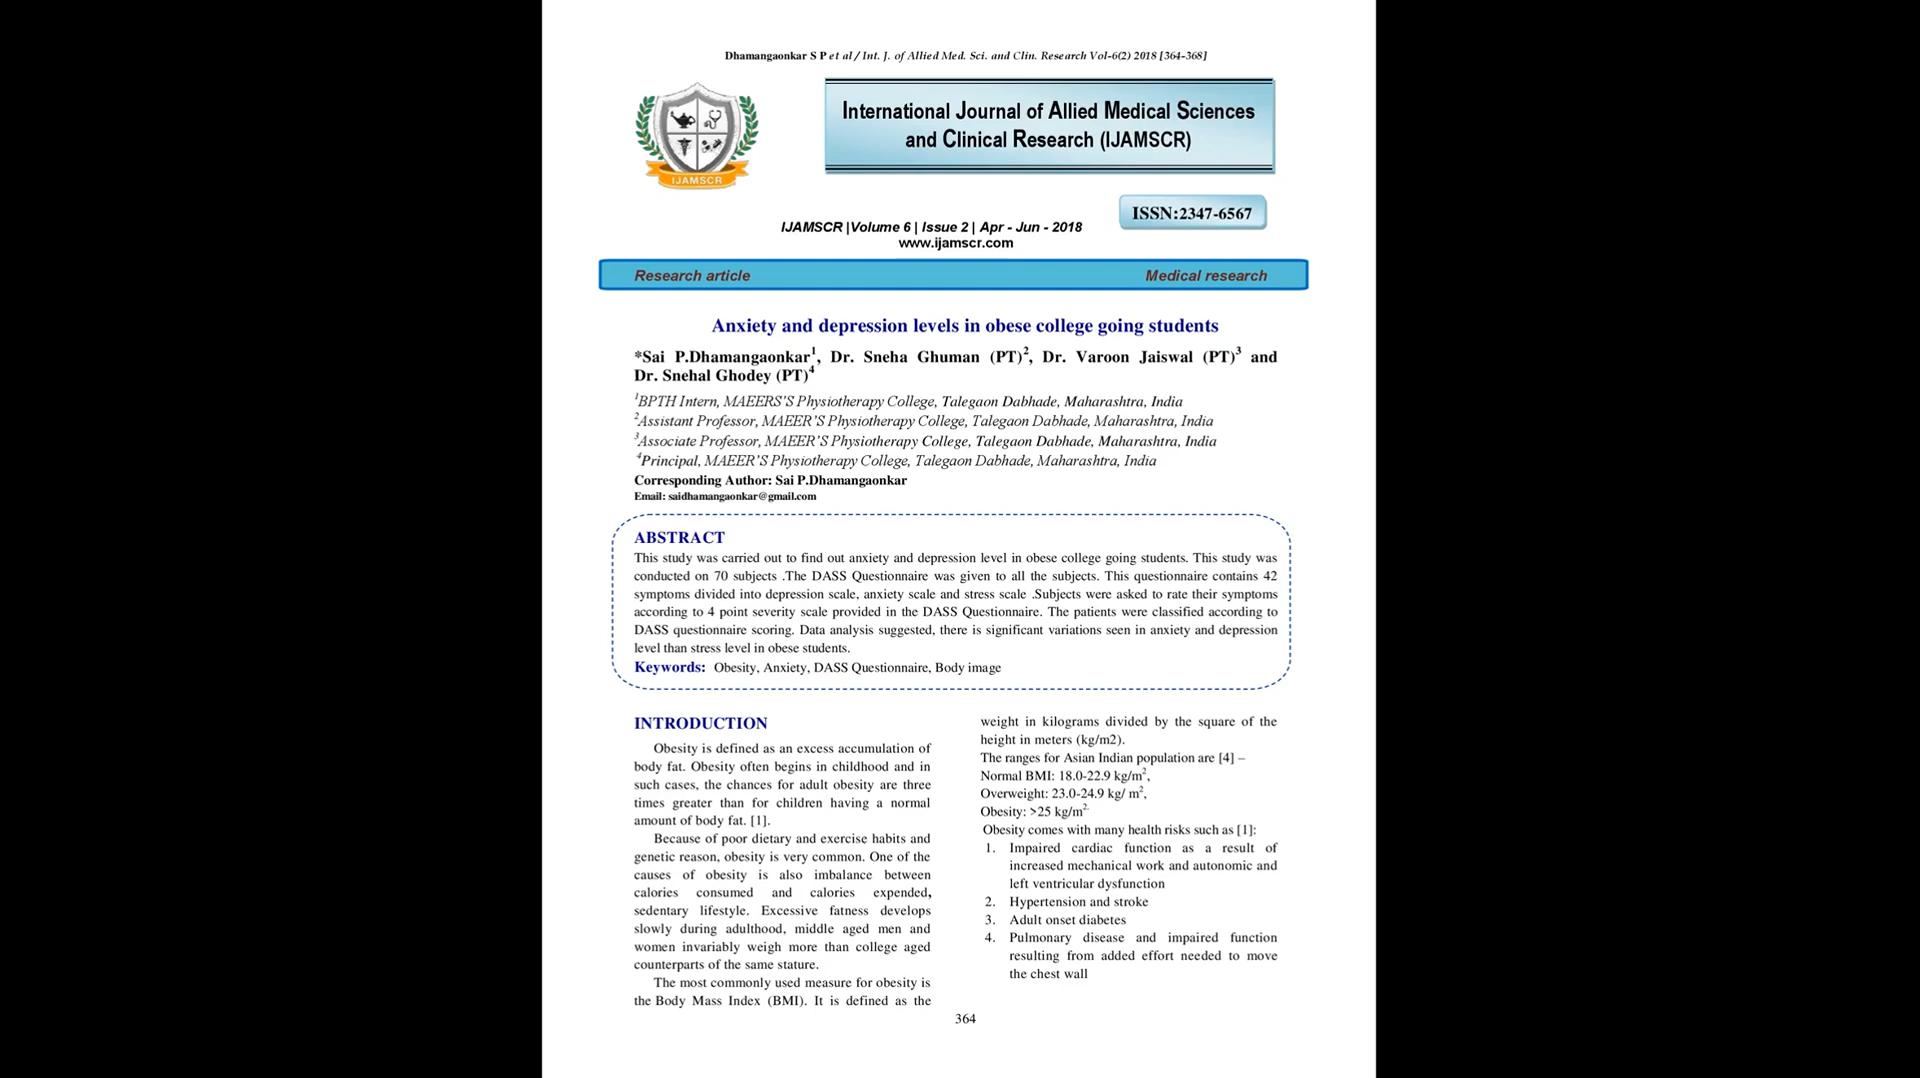 Dhamangaonkar S P et al / Int. J. of Allied Med. Sci. and Clin. Research Vol-6(2) 2018 [364-368]
IJAMSCR
International Journal of Allied Medical Sciences
and Clinical Research (IJAMSCR)
ISSN:2347-6567
IJAMSCR |Volume 6 | Issue 2 | Apr - Jun - 2018
www.ijamscr.com
Research article Medical research
Anxiety and depression levels in obese college going students
*Sai P.Dhamangaonkar1, Dr. Sneha Ghuman (PT)2, Dr. Varoon Jaiswal (PT)3 and
Dr. Snehal Ghodey (PT)4
1BPTH Intern, MAEERS'S Physiotherapy College, Talegaon Dabhade, Maharashtra, India
2Assistant Professor, MAEER'S Physiotherapy College, Talegaon Dabhade, Maharashtra, India
3Associate Professor, MAEER'S Physiotherapy College, Talegaon Dabhade, Maharashtra, India
4Principal, MAEER'S Physiotherapy College, Talegaon Dabhade, Maharashtra, India
Corresponding Author: Sai P.Dhamangaonkar
Email: saidhamangaonkar@gmail.com
ABSTRACT
This study was carried out to find out anxiety and depression level in obese college going students. This study was
conducted on 70 subjects .The DASS Questionnaire was given to all the subjects. This questionnaire contains 42
symptoms divided into depression scale, anxiety scale and stress scale .Subjects were asked to rate their symptoms
according to 4 point severity scale provided in the DASS Questionnaire. The patients were classified according to
DASS questionnaire scoring. Data analysis suggested, there is significant variations seen in anxiety and depression
level than stress level in obese students.
Keywords: Obesity, Anxiety, DASS Questionnaire, Body image
INTRODUCTION
Obesity is defined as an excess accumulation of
body fat. Obesity often begins in childhood and in
such cases, the chances for adult obesity are three
times greater than for children having a normal
amount of body fat. [1].
Because of poor dietary and exercise habits and
genetic reason, obesity is very common. One of the
causes of obesity is also imbalance between
calories consumed and calories expended,
sedentary lifestyle. Excessive fatness develops
slowly during adulthood, middle aged men and
women invariably weigh more than college aged
counterparts of the same stature.
The most commonly used measure for obesity is
the Body Mass Index (BMI). It is defined as the
weight in kilograms divided by the square of the
height in meters (kg/m2).
The ranges for Asian Indian population are [4] –
Normal BMI: 18.0-22.9 kg/m2,
Overweight: 23.0-24.9 kg/ m2,
Obesity: >25 kg/m2.
Obesity comes with many health risks such as [1]:
1. Impaired cardiac function as a result of
increased mechanical work and autonomic and
left ventricular dysfunction
2. Hypertension and stroke
3. Adult onset diabetes
4. Pulmonary disease and impaired function
resulting from added effort needed to move
the chest wall
364